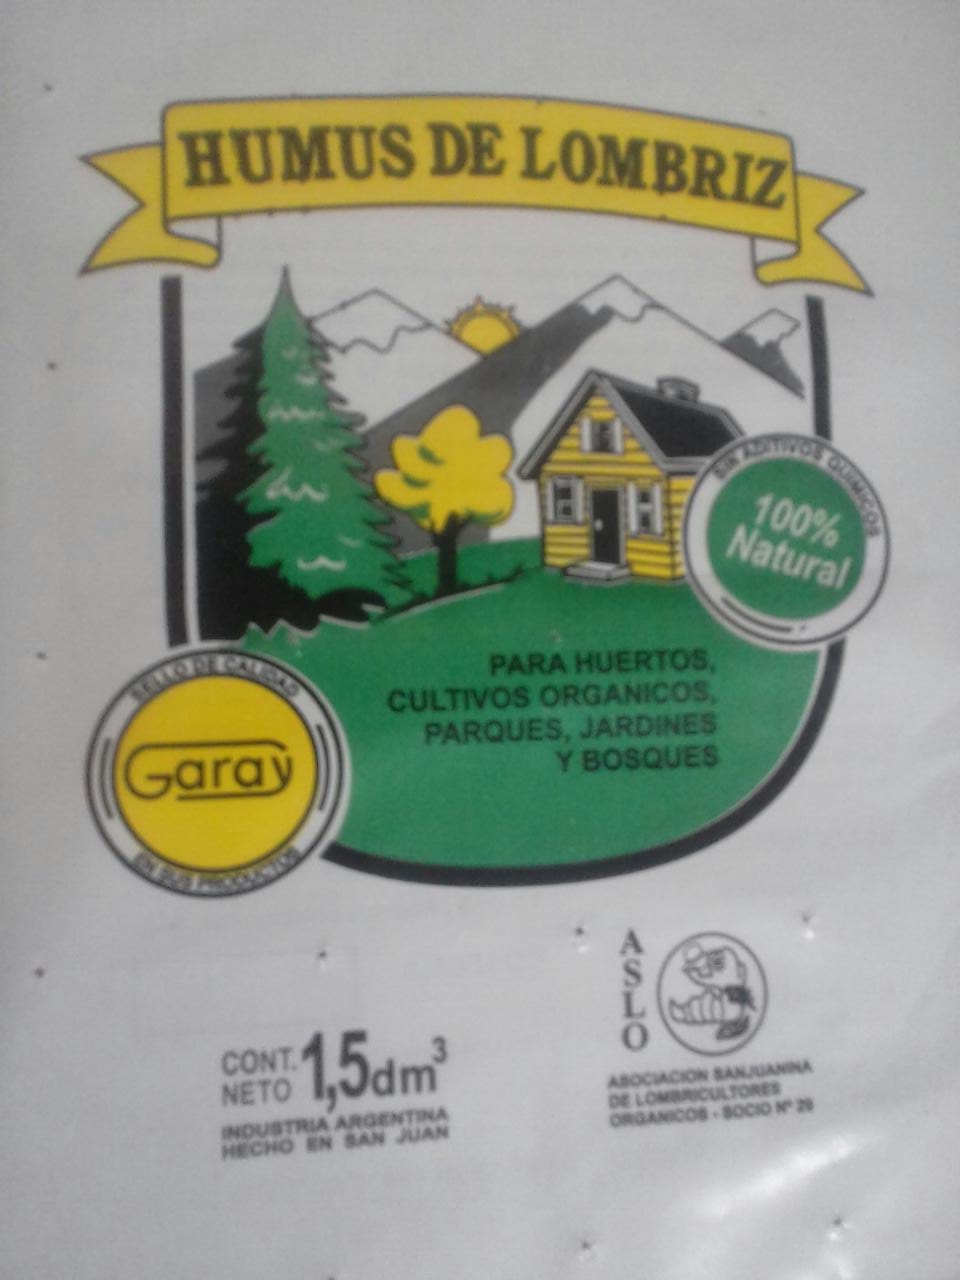 HUMUS DE LOMBRIZ
SIN ADITIVOS QUIMICOS
100%
Natural
PARA HUERTOS,
CULTIVOS ORGANICOS,
PARQUES, JARDINES
Y BOSQUES
SELLO DE CALIDAD
Garay
EN SUS PRODUCTOS
ASLO
CONT.
NETO 1,5dm³
INDUSTRIA ARGENTINA
HECHO EN SAN JUAN
ASOCIACION SANJUANINA
DE LOMBRICULTORES
ORGANICOS - SOCIO Nº 29